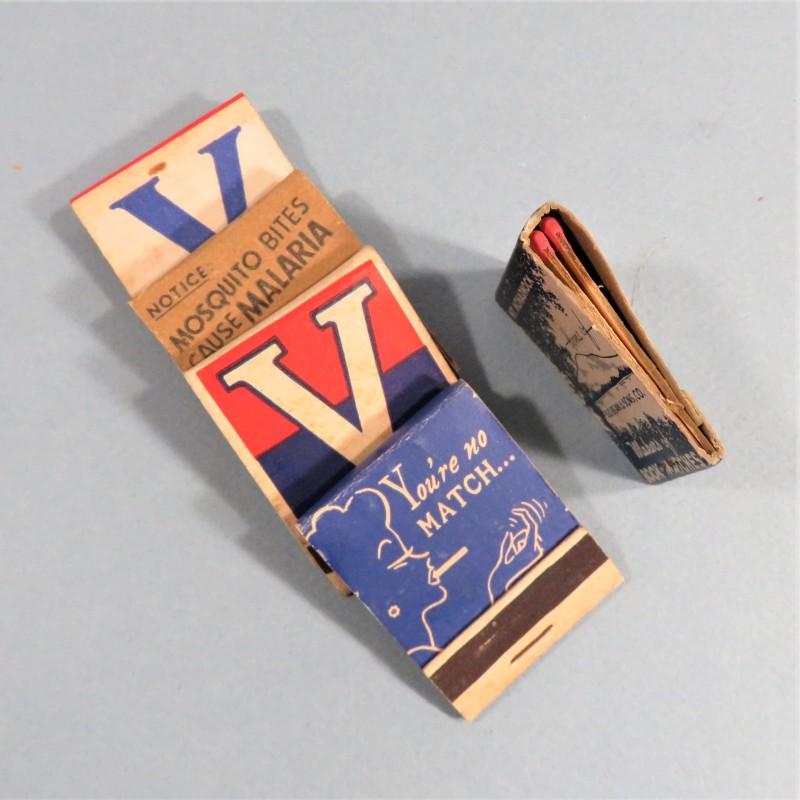 V
NOTICE:
MOSQUITO BITES
CAUSE MALARIA
V
You're no
MATCH...